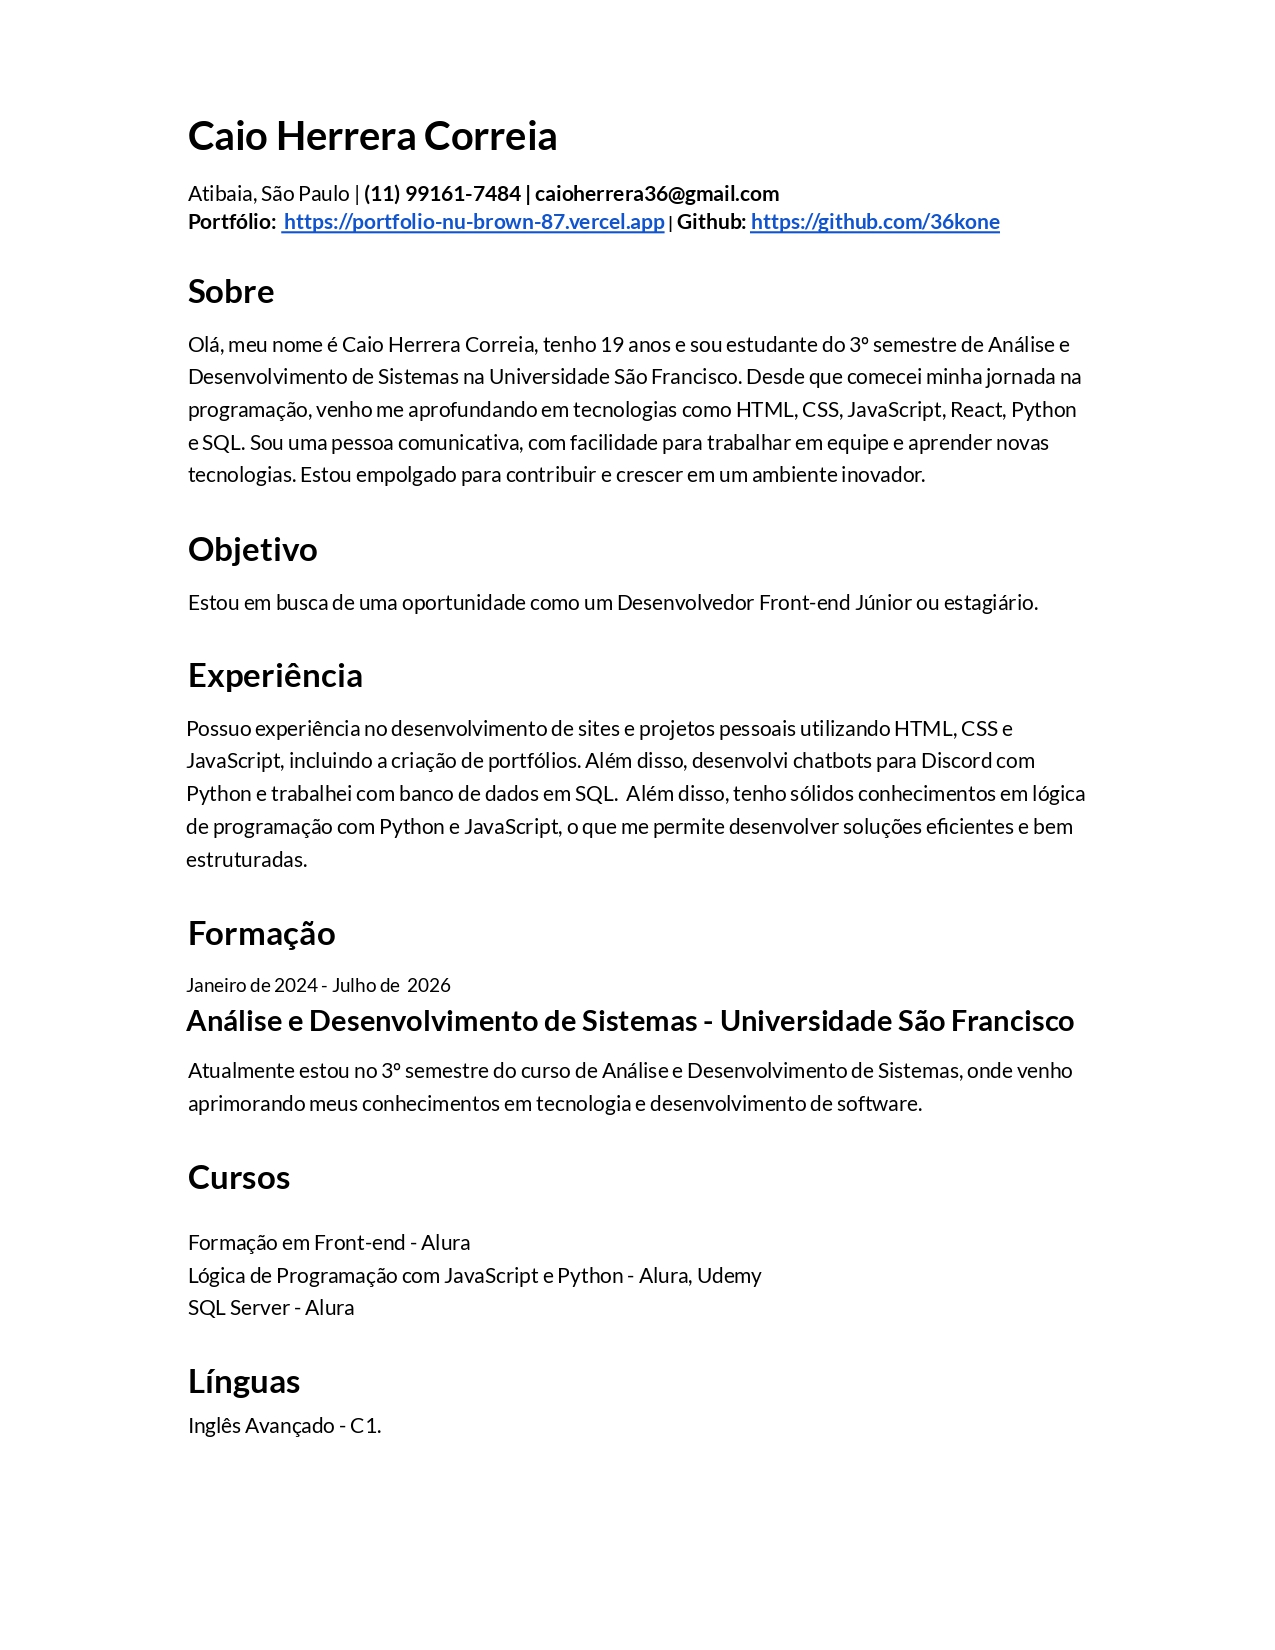 Caio Herrera Correia
Atibaia, São Paulo | (11) 99161-7484 | caioherrera36@gmail.com
Portfólio: https://portfolio-nu-brown-87.vercel.app | Github: https://github.com/36kone
Sobre
Olá, meu nome é Caio Herrera Correia, tenho 19 anos e sou estudante do 3º semestre de Análise e
Desenvolvimento de Sistemas na Universidade São Francisco. Desde que comecei minha jornada na
programação, venho me aprofundando em tecnologias como HTML, CSS, JavaScript, React, Python
e SQL. Sou uma pessoa comunicativa, com facilidade para trabalhar em equipe e aprender novas
tecnologias. Estou empolgado para contribuir e crescer em um ambiente inovador.
Objetivo
Estou em busca de uma oportunidade como um Desenvolvedor Front-end Júnior ou estagiário.
Experiência
Possuo experiência no desenvolvimento de sites e projetos pessoais utilizando HTML, CSS e
JavaScript, incluindo a criação de portfólios. Além disso, desenvolvi chatbots para Discord com
Python e trabalhei com banco de dados em SQL. Além disso, tenho sólidos conhecimentos em lógica
de programação com Python e JavaScript, o que me permite desenvolver soluções eficientes e bem
estruturadas.
Formação
Janeiro de 2024 - Julho de 2026
Análise e Desenvolvimento de Sistemas - Universidade São Francisco
Atualmente estou no 3º semestre do curso de Análise e Desenvolvimento de Sistemas, onde venho
aprimorando meus conhecimentos em tecnologia e desenvolvimento de software.
Cursos
Formação em Front-end - Alura
Lógica de Programação com JavaScript e Python - Alura, Udemy
SQL Server - Alura
Línguas
Inglês Avançado - C1.